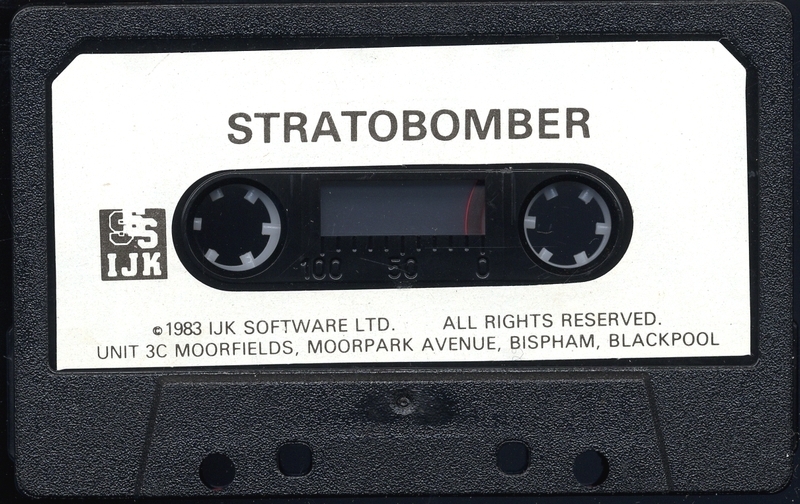 STRATOBOMBER
SSS
IJK
100 50 0
©1983 IJK SOFTWARE LTD. ALL RIGHTS RESERVED.
UNIT 3C MOORFIELDS, MOORPARK AVENUE, BISPHAM, BLACKPOOL